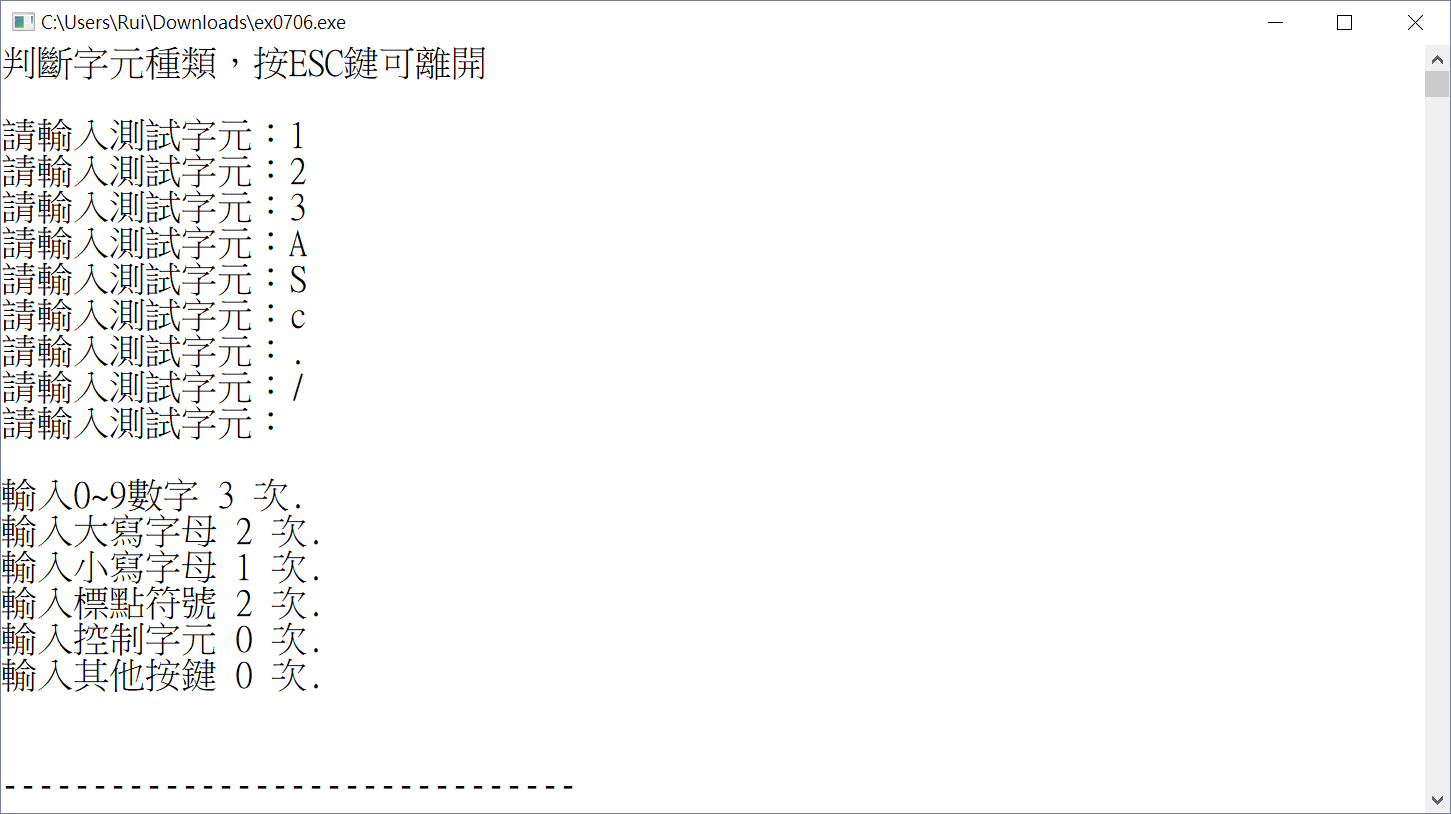 C:\Users\Rui\Downloads\ex0706.exe
判斷字元種類，按ESC鍵可離開
請輸入測試字元：1
請輸入測試字元：2
請輸入測試字元：3
請輸入測試字元：A
請輸入測試字元：S
請輸入測試字元：c
請輸入測試字元：.
請輸入測試字元：/
請輸入測試字元：
輸入0~9數字 3 次.
輸入大寫字母 2 次.
輸入小寫字母 1 次.
輸入標點符號 2 次.
輸入控制字元 0 次.
輸入其他按鍵 0 次.
--------------------------------